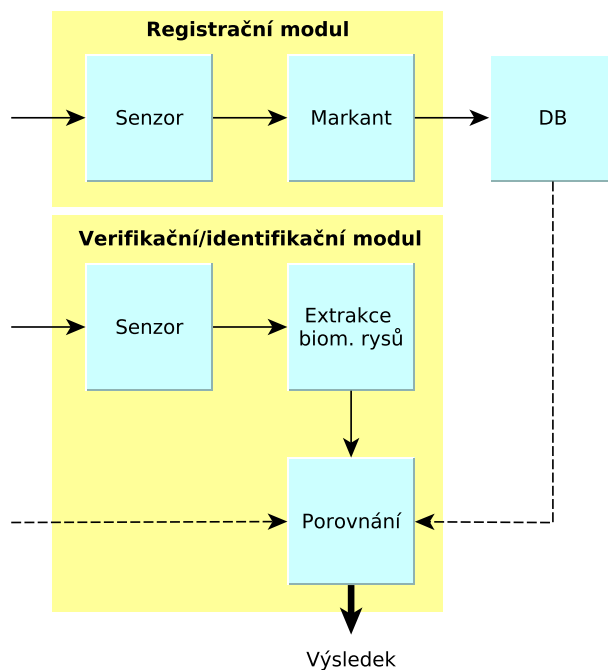 Registrační modul
Senzor
Markant
DB
Verifikační/identifikační modul
Senzor
Extrakce
biom. rysů
Porovnání
Výsledek